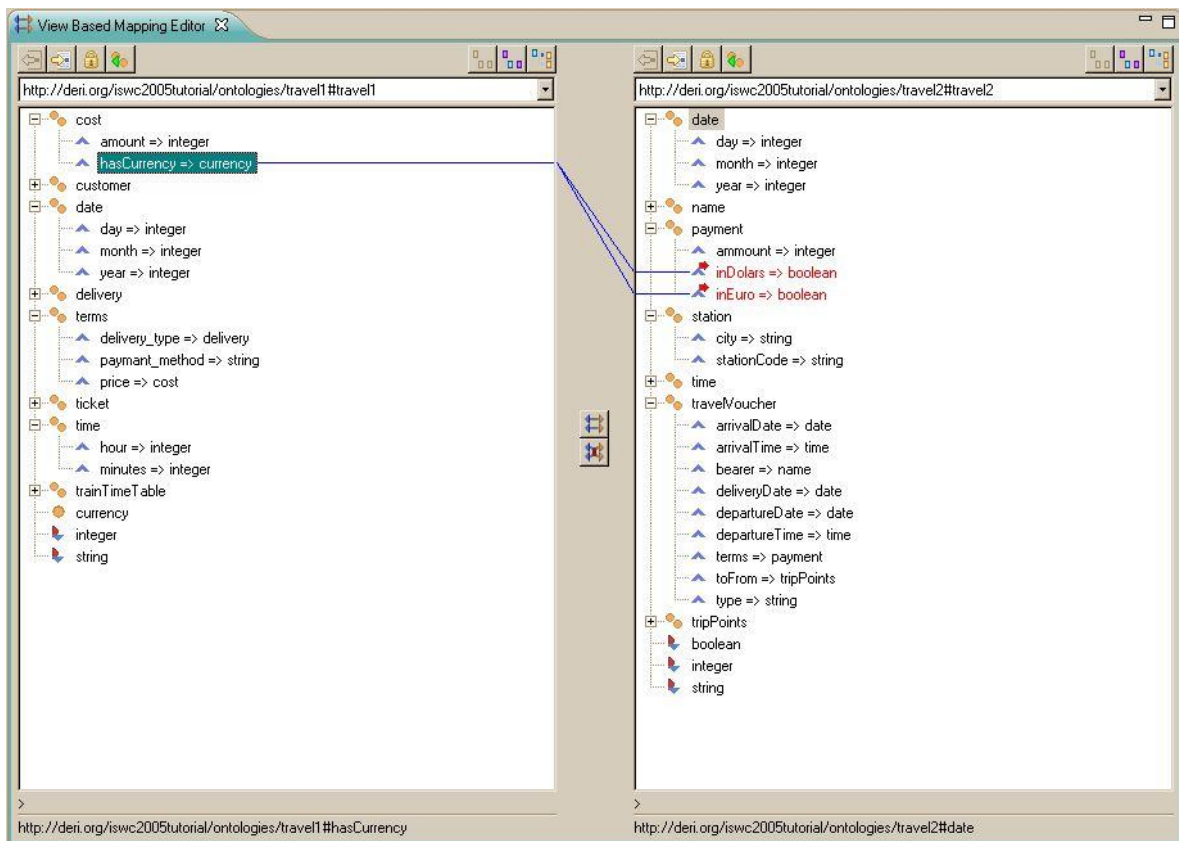 View Based Mapping Editor
http://deri.org/iswc2005tutorial/ontologies/travel1#travel1
cost
amount => integer
hasCurrency => currency
customer
date
day => integer
month => integer
year => integer
delivery
terms
delivery_type => delivery
paymant_method => string
price => cost
ticket
time
hour => integer
minutes => integer
trainTimeTable
currency
integer
string
>
http://deri.org/iswc2005tutorial/ontologies/travel1#hasCurrency
http://deri.org/iswc2005tutorial/ontologies/travel2#travel2
date
day => integer
month => integer
year => integer
name
payment
ammount => integer
inDolars => boolean
inEuro => boolean
station
city => string
stationCode => string
time
travelVoucher
arrivalDate => date
arrivalTime => time
bearer => name
deliveryDate => date
departureDate => date
departureTime => time
terms => payment
toFrom => tripPoints
type => string
tripPoints
boolean
integer
string
>
http://deri.org/iswc2005tutorial/ontologies/travel2#date